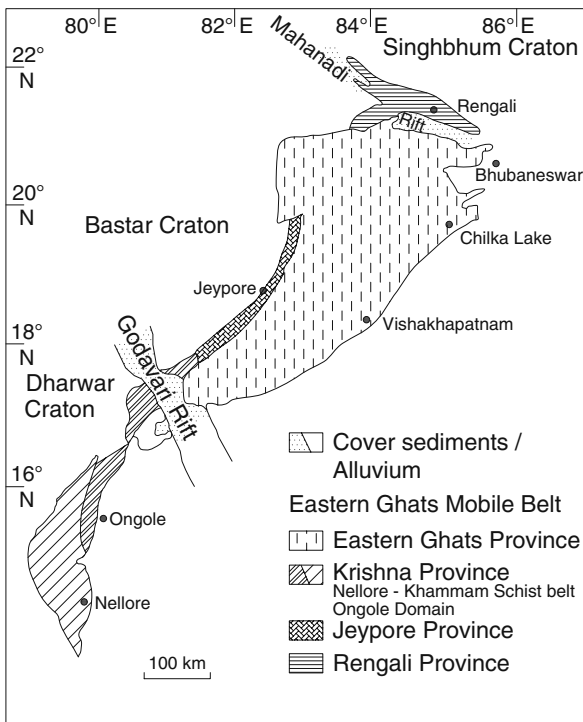 80°E
82°E
84°E
86°E
22°
N
20°
N
18°
N
16°
N
Mahanadi
Singhbhum Craton
Rengali
Rift
Bhubaneswar
Bastar Craton
Chilka Lake
Jeypore
Vishakhapatnam
Godavari Rift
Dharwar
Craton
Ongole
Nellore
100 km
Cover sediments /
Alluvium
Eastern Ghats Mobile Belt
Eastern Ghats Province
Krishna Province
Nellore - Khammam Schist belt
Ongole Domain
Jeypore Province
Rengali Province